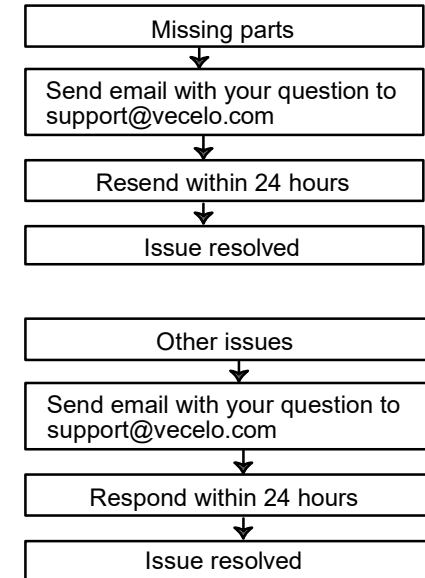 Missing parts
Send email with your question to
support@vecelo.com
Resend within 24 hours
Issue resolved
Other issues
Send email with your question to
support@vecelo.com
Respond within 24 hours
Issue resolved